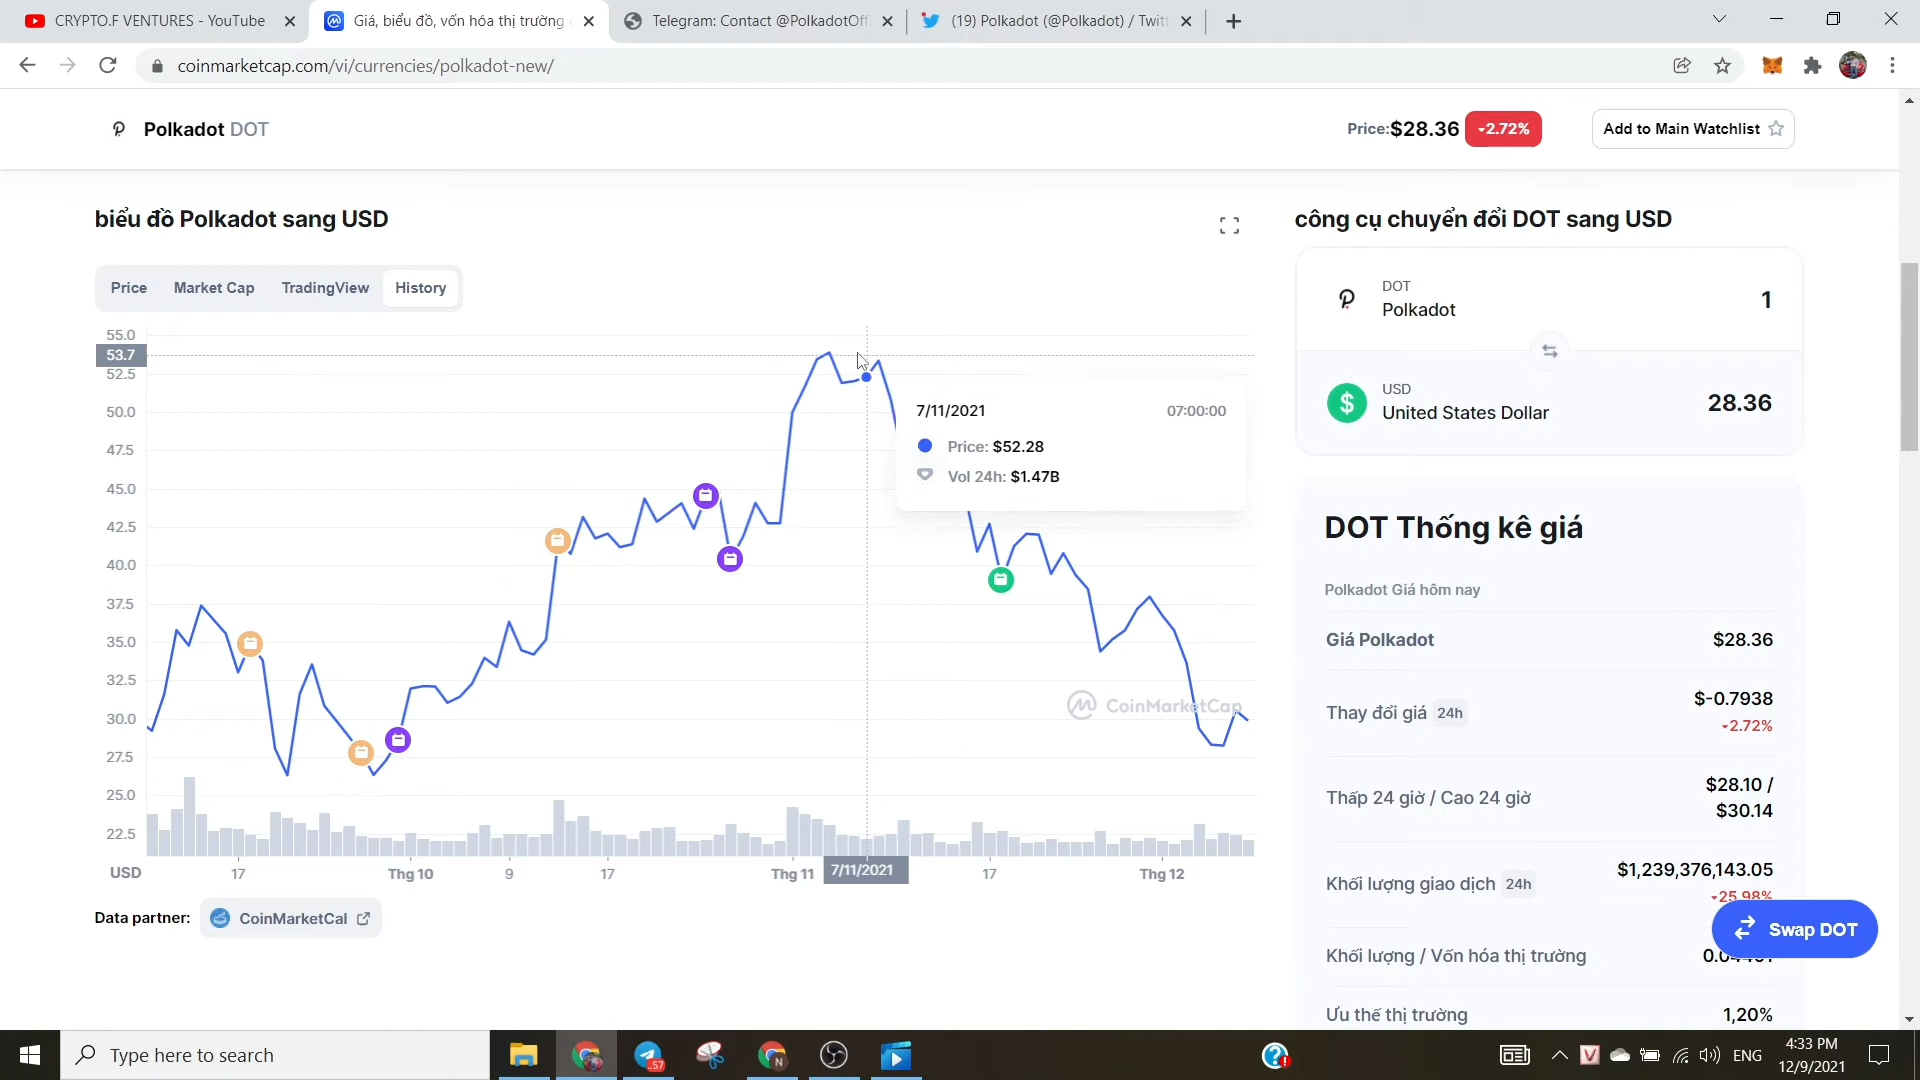 CRYPTO.F VENTURES - YouTube
Giá, biểu đồ, vốn hóa thị trường
Telegram: Contact @PolkadotOffi
(19) Polkadot (@Polkadot) / Twitt
coinmarketcap.com/vi/currencies/polkadot-new/
Polkadot DOT
Price:$28.36
2.72%
Add to Main Watchlist
biểu đồ Polkadot sang USD
Price
Market Cap
TradingView
History
55.0
53.7
52.5
50.0
47.5
45.0
42.5
40.0
37.5
35.0
32.5
30.0
27.5
25.0
22.5
7/11/2021
07:00:00
Price: $52.28
Vol 24h: $1.47B
CoinMarketCap
USD
17
Thg 10
9
17
Thg 11
7/11/2021
17
Thg 12
Data partner:
CoinMarketCal
công cụ chuyển đổi DOT sang USD
DOT
Polkadot
1
USD
United States Dollar
28.36
DOT Thống kê giá
Polkadot Giá hôm nay
Giá Polkadot
$28.36
Thay đổi giá 24h
$-0.7938
2.72%
Thấp 24 giờ / Cao 24 giờ
$28.10 /
$30.14
Khối lượng giao dịch 24h
$1,239,376,143.05
25.98%
Swap DOT
Khối lượng / Vốn hóa thị trường
Ưu thế thị trường
1,20%
Type here to search
57
N
V
ENG
4:33 PM
12/9/2021